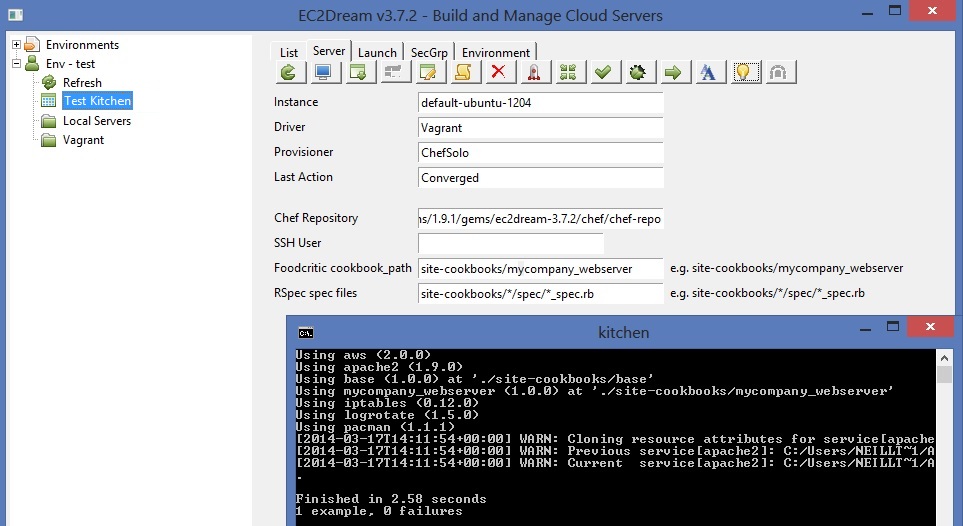 EC2Dream v3.7.2 - Build and Manage Cloud Servers
Environments
Env - test
Refresh
Test Kitchen
Local Servers
Vagrant
List Server Launch SecGrp Environment
Instance default-ubuntu-1204
Driver Vagrant
Provisioner ChefSolo
Last Action Converged
Chef Repository ns/1.9.1/gems/ec2dream-3.7.2/chef/chef-repo
SSH User
Foodcritic cookbook_path site-cookbooks/mycompany_webserver e.g. site-cookbooks/mycompany_webserver
RSpec spec files site-cookbooks/*/spec/*_spec.rb e.g. site-cookbooks/*/spec/*_spec.rb
C:\.
kitchen
Using aws (2.0.0)
Using apache2 (1.9.0)
Using base (1.0.0) at './site-cookbooks/base'
Using mycompany_webserver (1.0.0) at './site-cookbooks/mycompany_webserver'
Using iptables (0.12.0)
Using logrotate (1.5.0)
Using pacman (1.1.1)
[2014-03-17T14:11:54+00:00] WARN: Cloning resource attributes for service[apache
[2014-03-17T14:11:54+00:00] WARN: Previous service[apache2]: C:/Users/NEILLT~1/A
[2014-03-17T14:11:54+00:00] WARN: Current  service[apache2]: C:/Users/NEILLT~1/A
.
Finished in 2.58 seconds
1 example, 0 failures